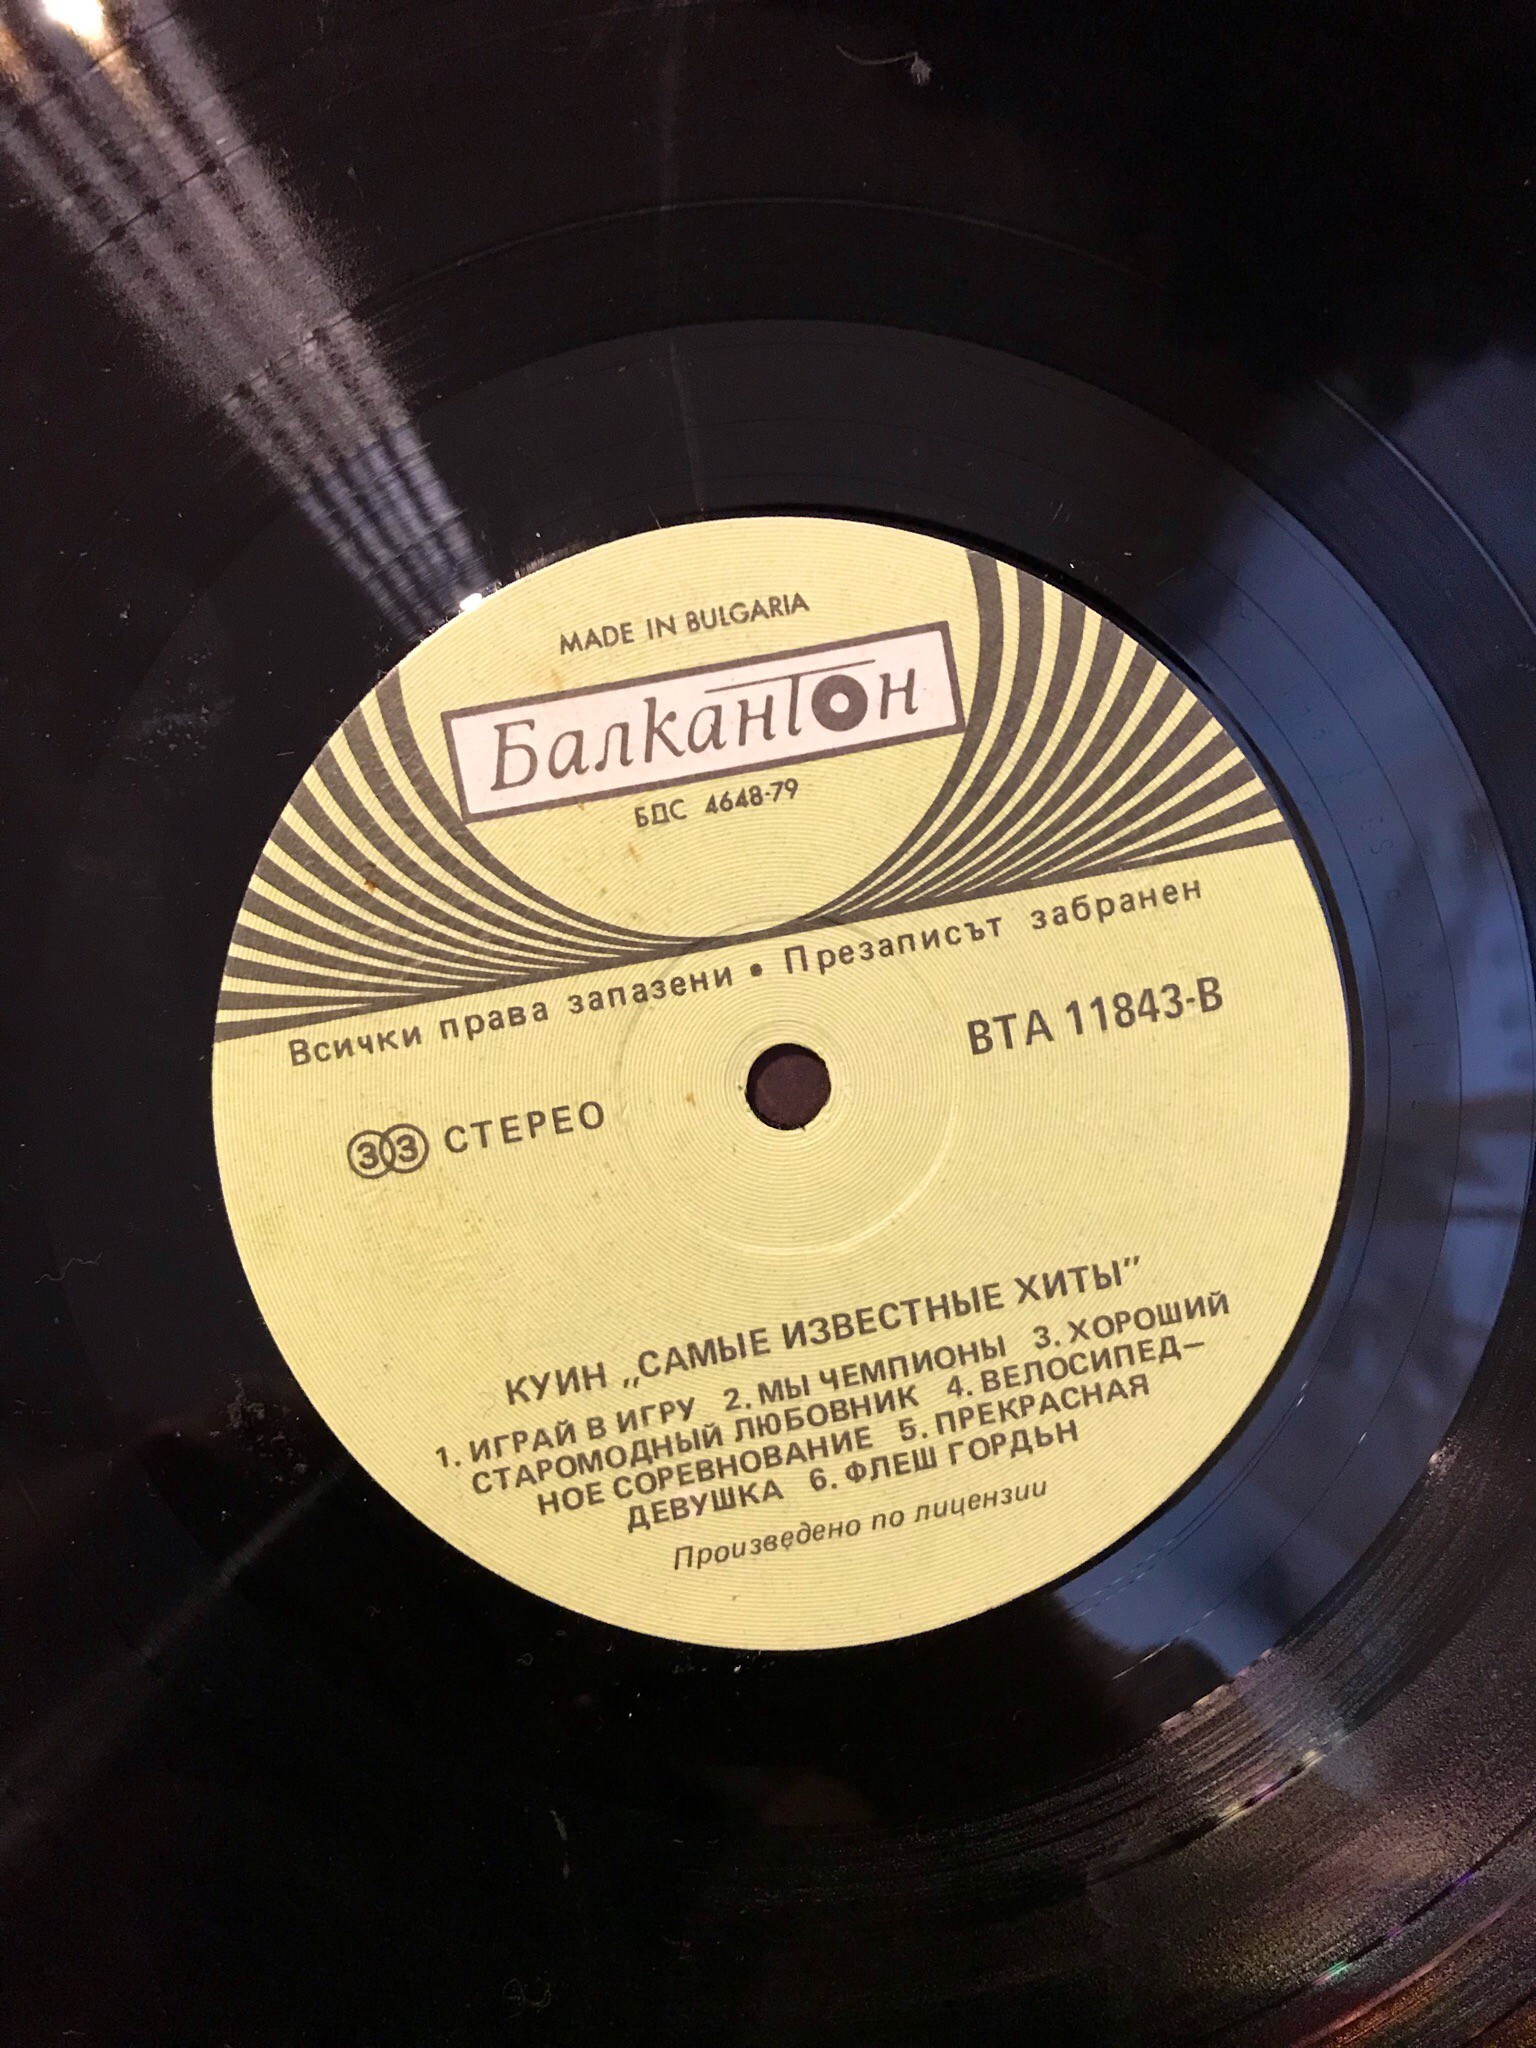 MADE IN BULGARIA
Балкантон
БДС 4648-79
Всички права запазени • Презаписът забранен
ВТА 11843-В
33 СТЕРЕО
КУИН „САМЫЕ ИЗВЕСТНЫЕ ХИТЫ”
1. ИГРАЙ В ИГРУ 2. МЫ ЧЕМПИОНЫ 3. ХОРОШИЙ
СТАРОМОДНЫЙ ЛЮБОВНИК 4. ВЕЛОСИПЕД–
НОЕ СОРЕВНОВАНИЕ 5. ПРЕКРАСНАЯ
ДЕВУШКА 6. ФЛЕШ ГОРДЬН
Произведено по лицензии